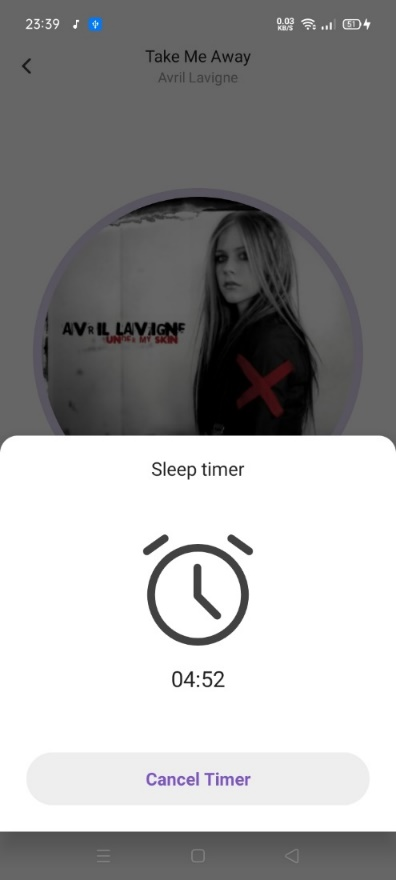 23:39
0.03 KB/S
51
Take Me Away
Avril Lavigne
AVRIL LAVIGNE
UNDER MY SKIN
Sleep timer
04:52
Cancel Timer